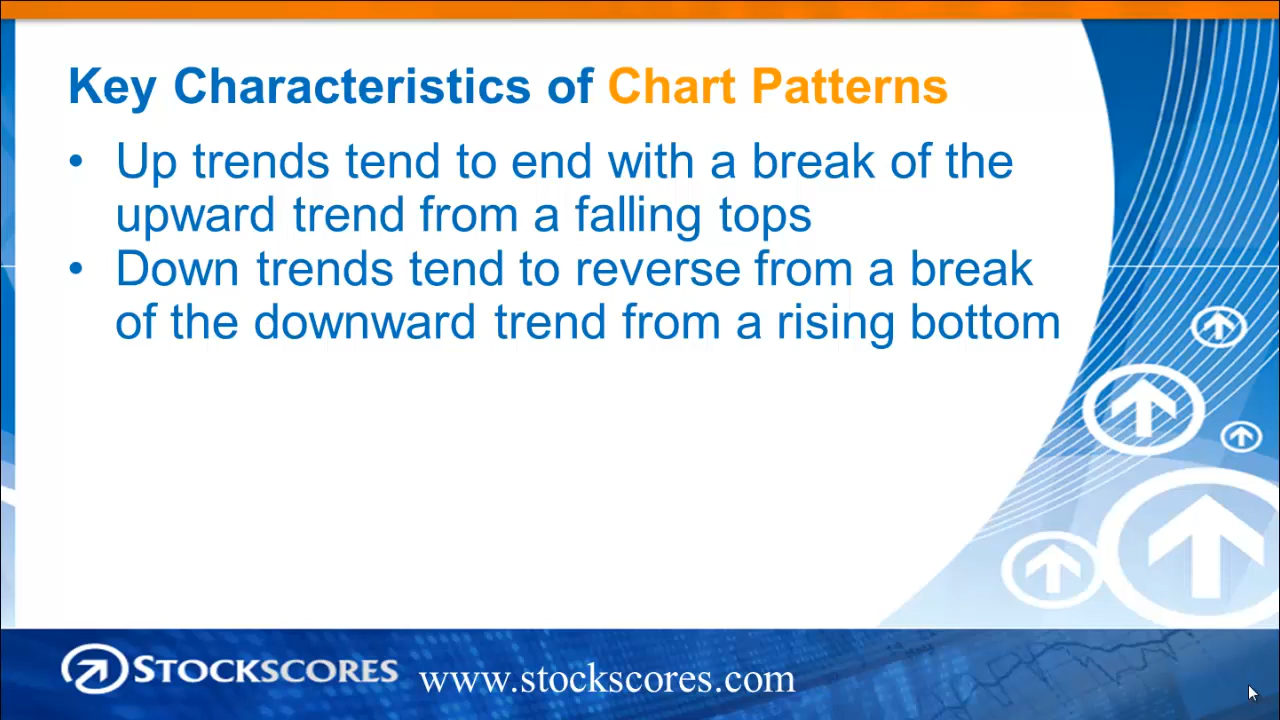 Key Characteristics of Chart Patterns
• Up trends tend to end with a break of the
upward trend from a falling tops
• Down trends tend to reverse from a break
of the downward trend from a rising bottom
STOCKSCORES www.stockscores.com